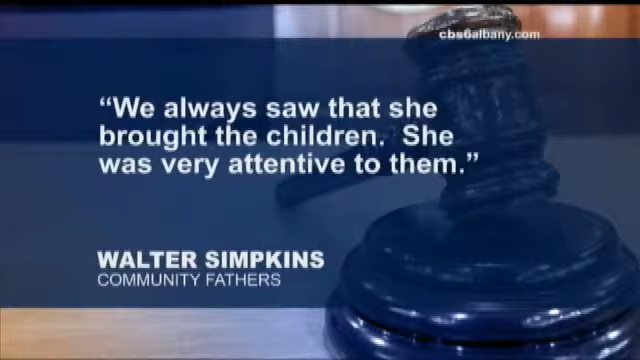 cbs6albany.com
“We always saw that she
brought the children.  She
was very attentive to them.”
WALTER SIMPKINS
COMMUNITY FATHERS